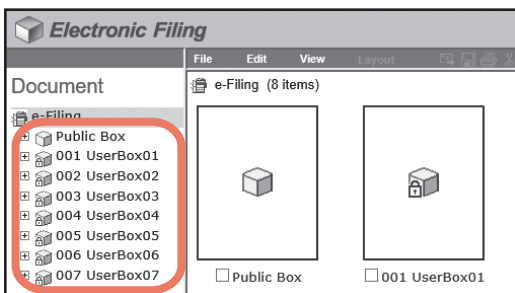 Electronic Filing
File Edit View Layout
Document
e-Filing (8 items)
e-Filing
Public Box
001 UserBox01
002 UserBox02
003 UserBox03
004 UserBox04
005 UserBox05
006 UserBox06
007 UserBox07
Public Box
001 UserBox01